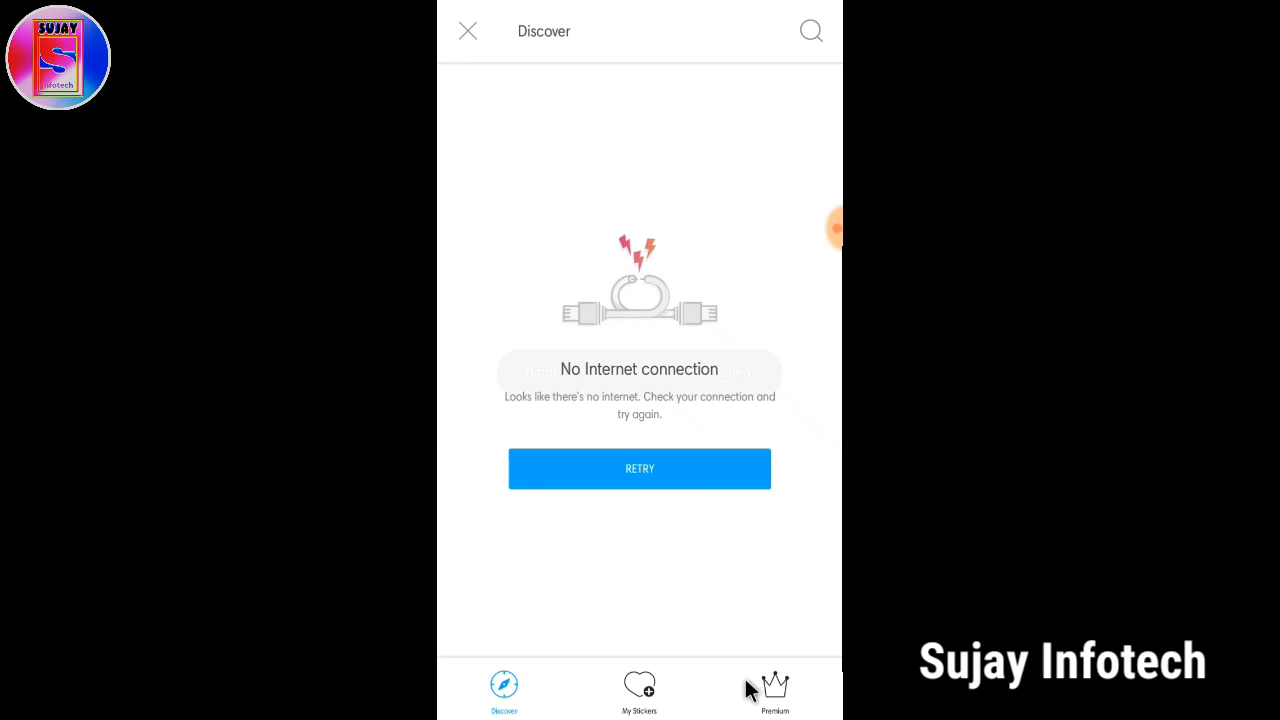 SUJAY
S
Infotech
Discover
No Internet connection
Looks like there's no internet. Check your connection and
try again.
RETRY
Discover
My Stickers
Premium
Sujay Infotech